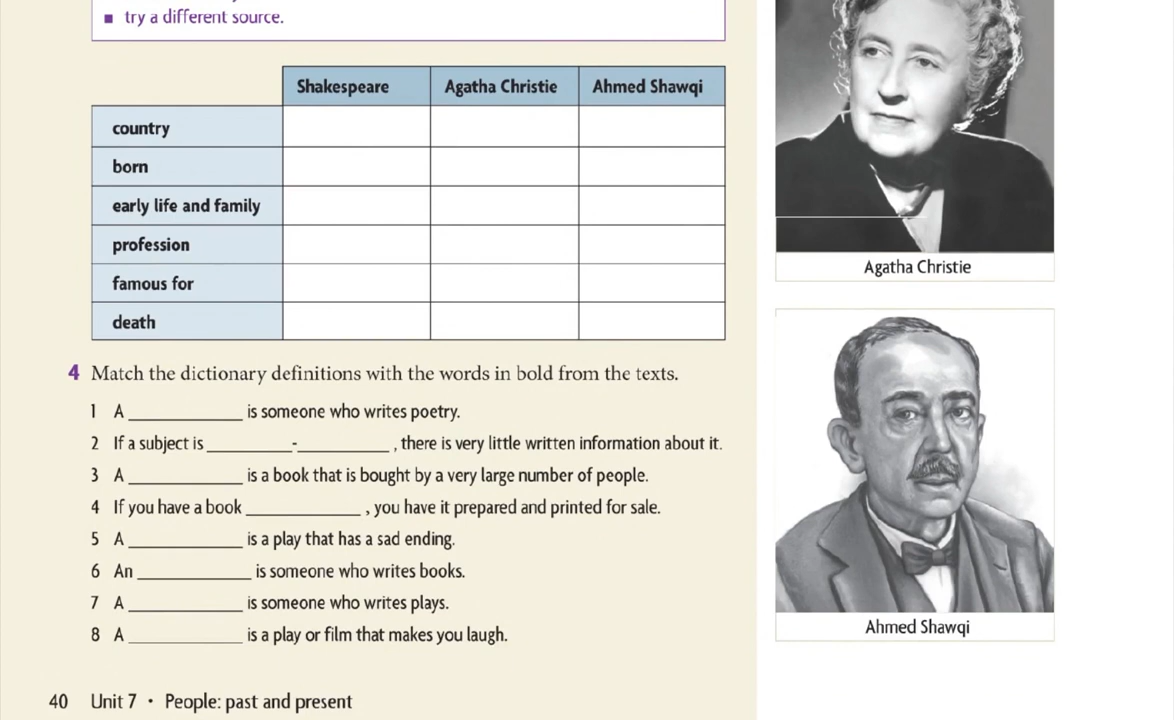 ▪ try a different source.
Shakespeare Agatha Christie Ahmed Shawqi
country
born
early life and family
profession
famous for
death
4 Match the dictionary definitions with the words in bold from the texts.
1 A ____________ is someone who writes poetry.
2 If a subject is _________-__________ , there is very little written information about it.
3 A ____________ is a book that is bought by a very large number of people.
4 If you have a book ____________ , you have it prepared and printed for sale.
5 A ____________ is a play that has a sad ending.
6 An ____________ is someone who writes books.
7 A ____________ is someone who writes plays.
8 A ____________ is a play or film that makes you laugh.
40 Unit 7 • People: past and present
Agatha Christie
Ahmed Shawqi